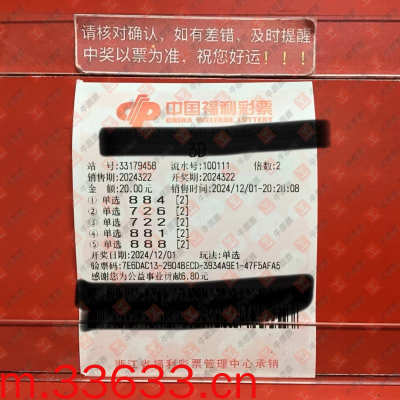 请核对确认，如有差错、及时提醒
中奖以票为准，祝您好运！！！
中国福利彩票
CHINA WELFARE LOTTERY
3D
站 号:33179458 流水号:100111 倍数:2
销售期:2024322 开奖期:2024322
金 额:20.00元 销售时间:2024/12/01-20:21:08
① 单选 884 [2]
② 单选 726 [2]
③ 单选 722 [2]
④ 单选 881 [2]
⑤ 单选 888 [2]
开奖日期:2024/12/01 玩法:单选
验票码:7E6DAC13-2904BECD-3934A9E1-47F5AFA5
感谢您为公益事业贡献6.80元
浙江省福利彩票管理中心承销
m.33633.cn